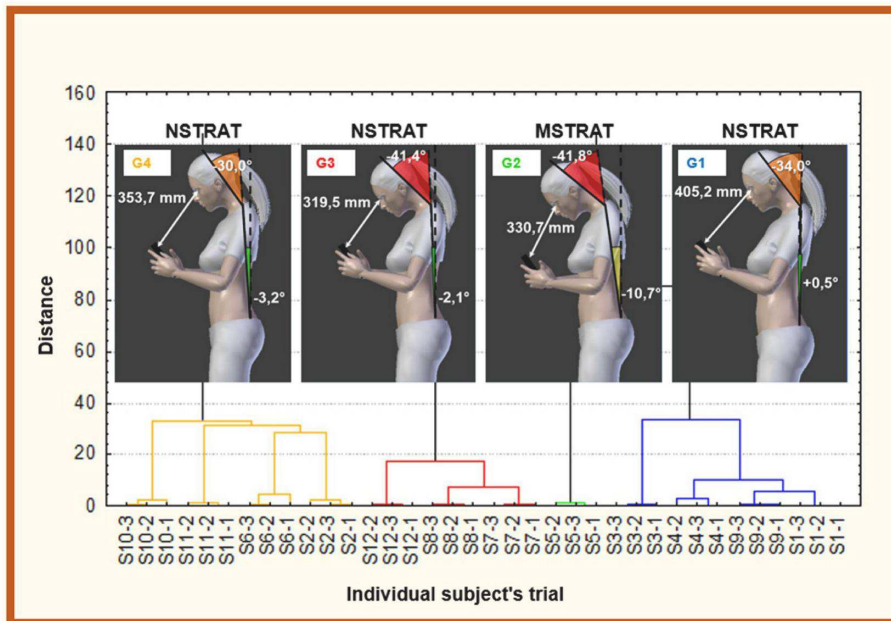 160
140
120
100
80
60
40
20
0
Distance
NSTRAT
NSTRAT
MSTRAT
NSTRAT
G4
-30,0°
353,7 mm
-3,2°
G3
-41,4°
319,5 mm
-2,1°
G2
-41,8°
330,7 mm
-10,7°
G1
-34,0°
405,2 mm
+0,5°
S10-3
S10-2
S10-1
S11-2
S11-2
S11-1
S6-3
S6-2
S6-1
S2-2
S2-3
S2-1
S12-2
S12-3
S12-1
S8-3
S8-2
S8-1
S7-3
S7-2
S7-1
S5-2
S5-3
S5-1
S3-3
S3-2
S3-1
S4-2
S4-3
S4-1
S9-3
S9-2
S9-1
S1-3
S1-2
S1-1
Individual subject's trial